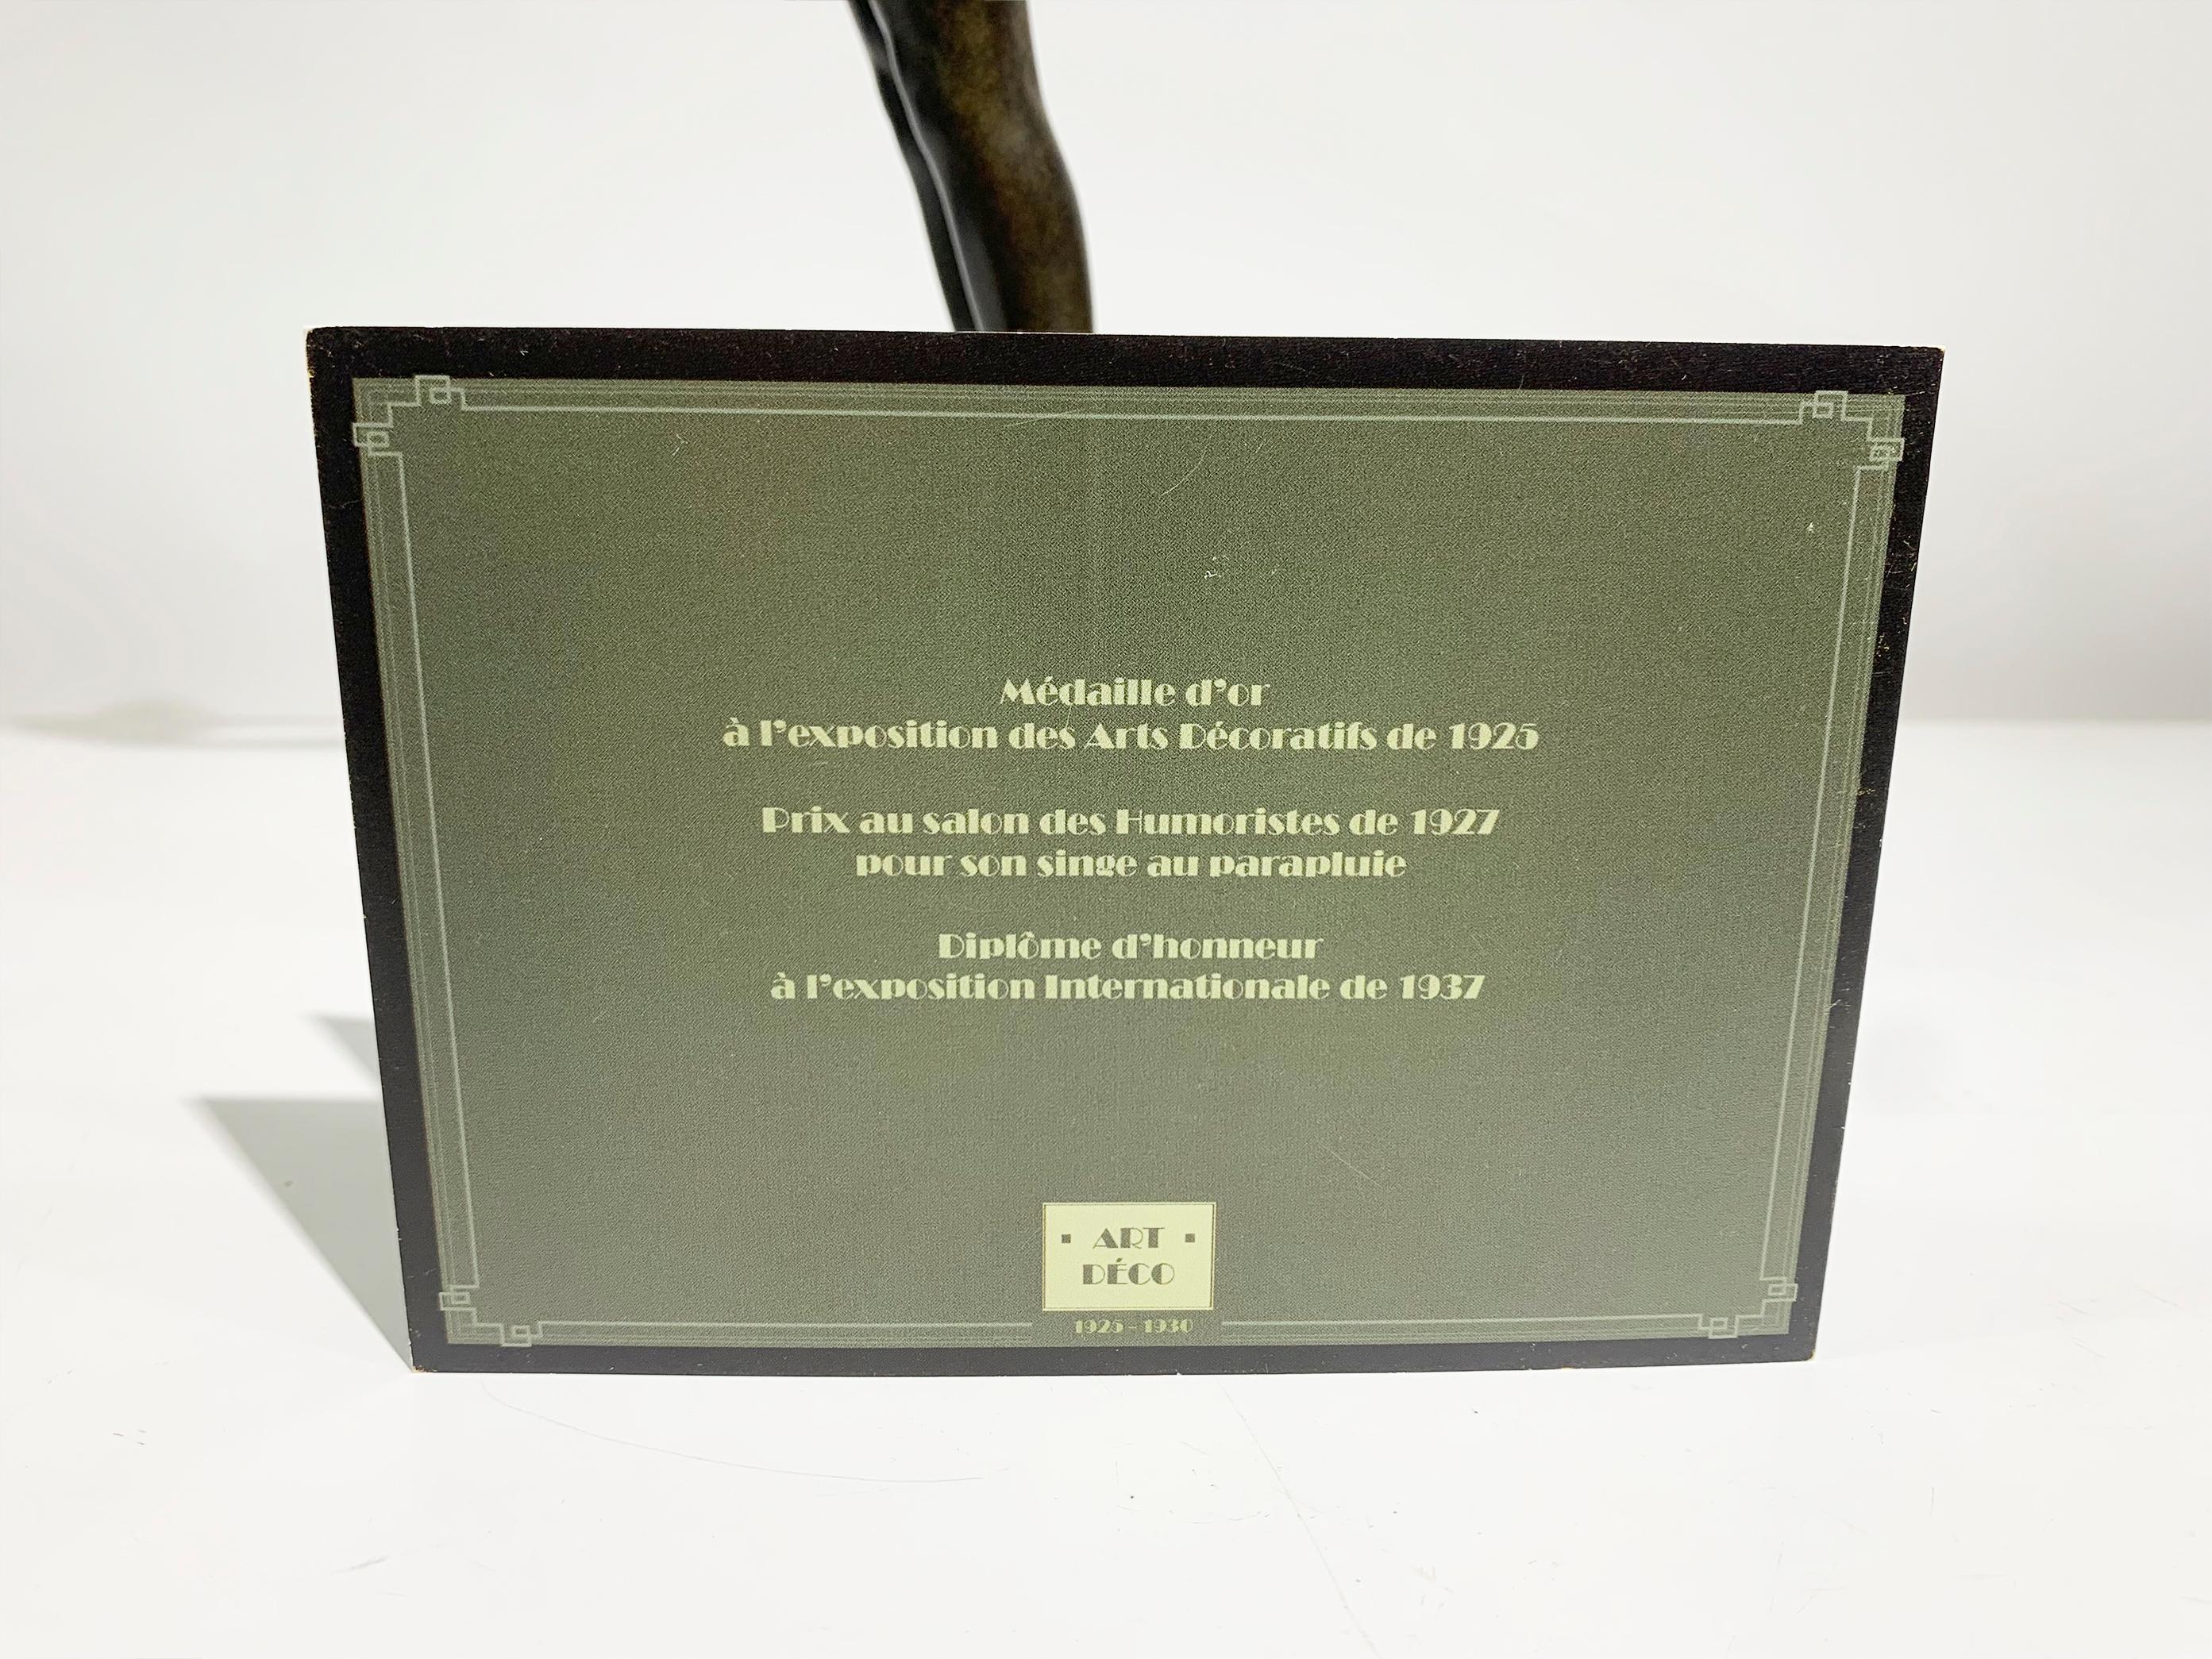 Médaille d'or
à l'exposition des Arts Décoratifs de 1925
Prix au salon des Humoristes de 1927
pour son singe au parapluie
Diplôme d'honneur
à l'exposition Internationale de 1937
▪ ART ▪
DÉCO
1925 - 1930